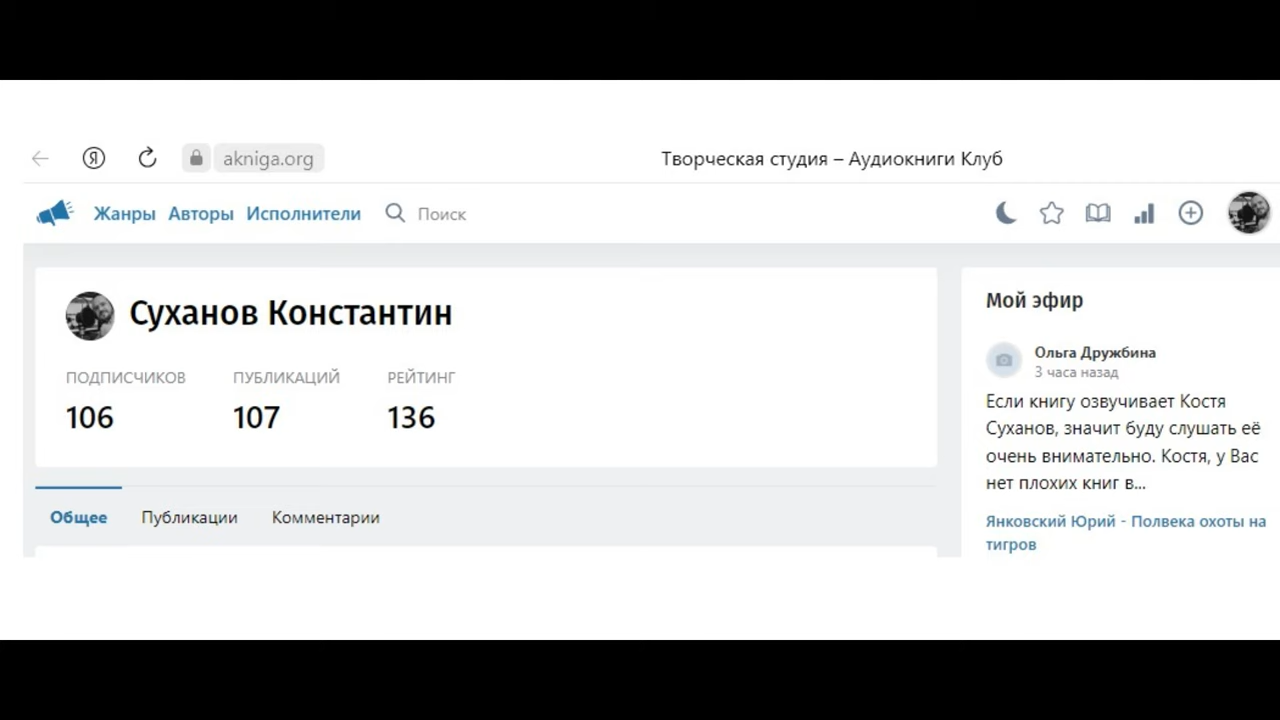 Я akniga.org Творческая студия – Аудиокниги Клуб
Жанры Авторы Исполнители Поиск
Суханов Константин
ПОДПИСЧИКОВ ПУБЛИКАЦИЙ РЕЙТИНГ
106 107 136
Общее Публикации Комментарии
Мой эфир
Ольга Дружбина
3 часа назад
Если книгу озвучивает Костя
Суханов, значит буду слушать её
очень внимательно. Костя, у Вас
нет плохих книг в...
Янковский Юрий - Полвека охоты на
тигров